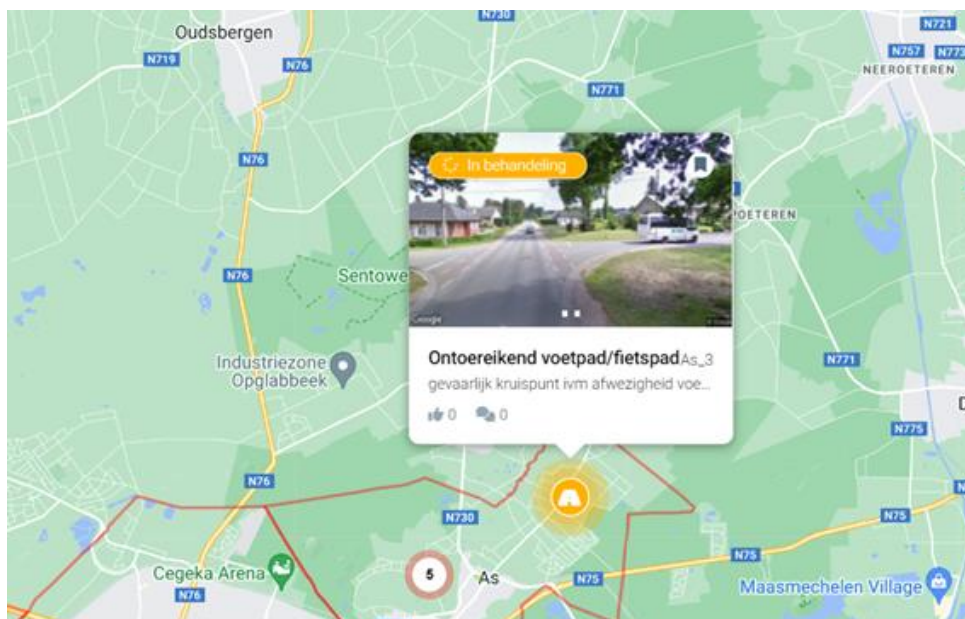 N730
Oudsbergen
N721
N719
N76
N757
N773
NEEROETEREN
N771
N76
In behandeling
OETEREN
N76
Sentowe
Google
Industriezone
Opglabbeek
Ontoereikend voetpad/fietspad As_3
gevaarlijk kruispunt ivm afwezigheid voe...
0
0
N771
N775
N76
N730
N75
N75
N75
Cegeka Arena
5
As
N76
Maasmechelen Village